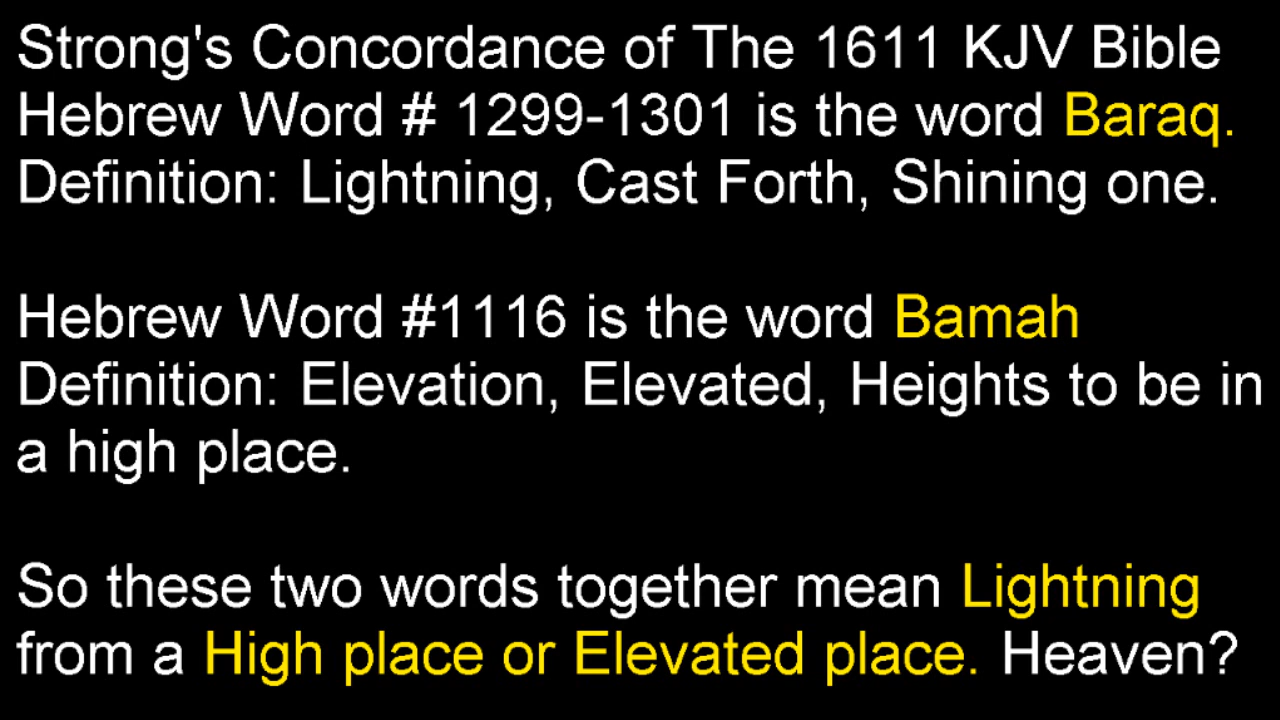 Strong's Concordance of The 1611 KJV Bible
Hebrew Word # 1299-1301 is the word Baraq.
Definition: Lightning, Cast Forth, Shining one.
Hebrew Word #1116 is the word Bamah
Definition: Elevation, Elevated, Heights to be in
a high place.
So these two words together mean Lightning
from a High place or Elevated place. Heaven?